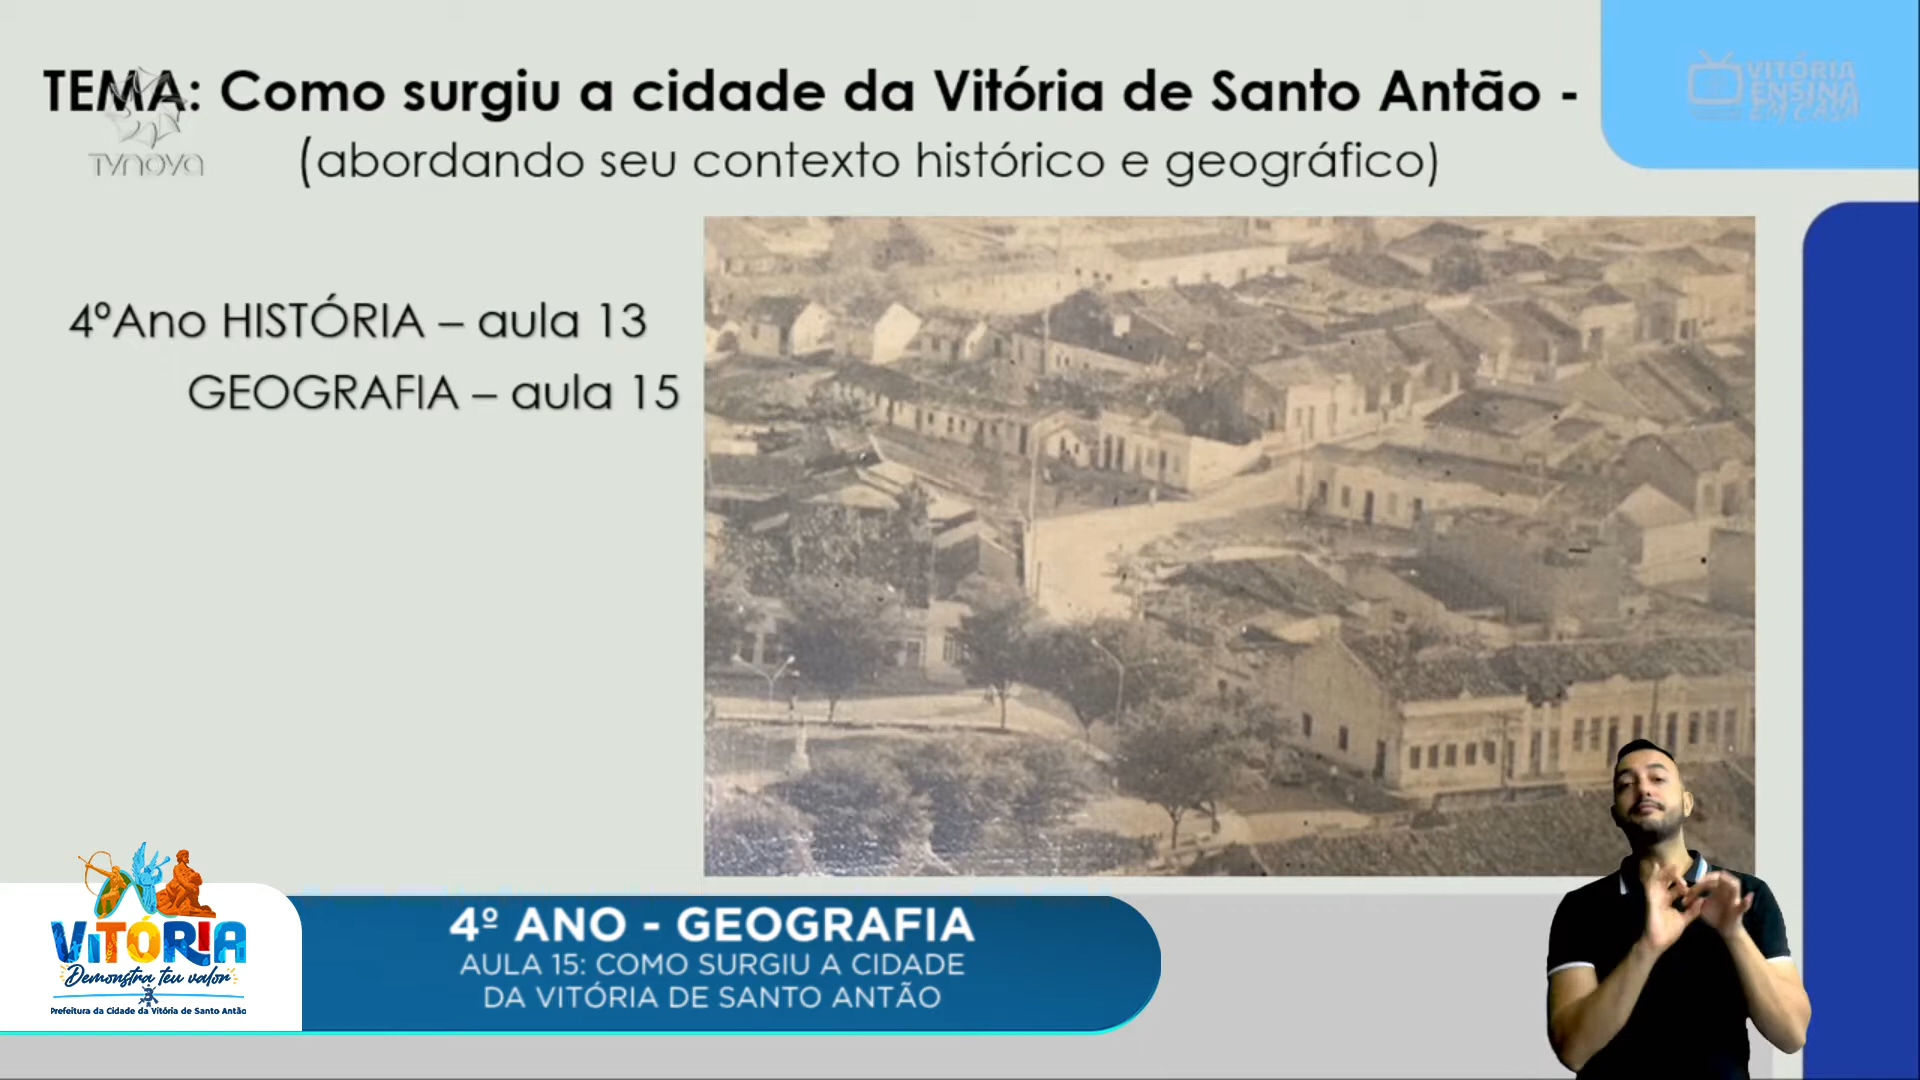 TEMA: Como surgiu a cidade da Vitória de Santo Antão -
(abordando seu contexto histórico e geográfico)
TVNOVA
VITÓRIA
ENSINA
EM CASA
4ºAno HISTÓRIA – aula 13
GEOGRAFIA – aula 15
VITÓRIA
Demonstra teu valor
Prefeitura da Cidade da Vitória de Santo Antão
4º ANO - GEOGRAFIA
AULA 15: COMO SURGIU A CIDADE
DA VITÓRIA DE SANTO ANTÃO